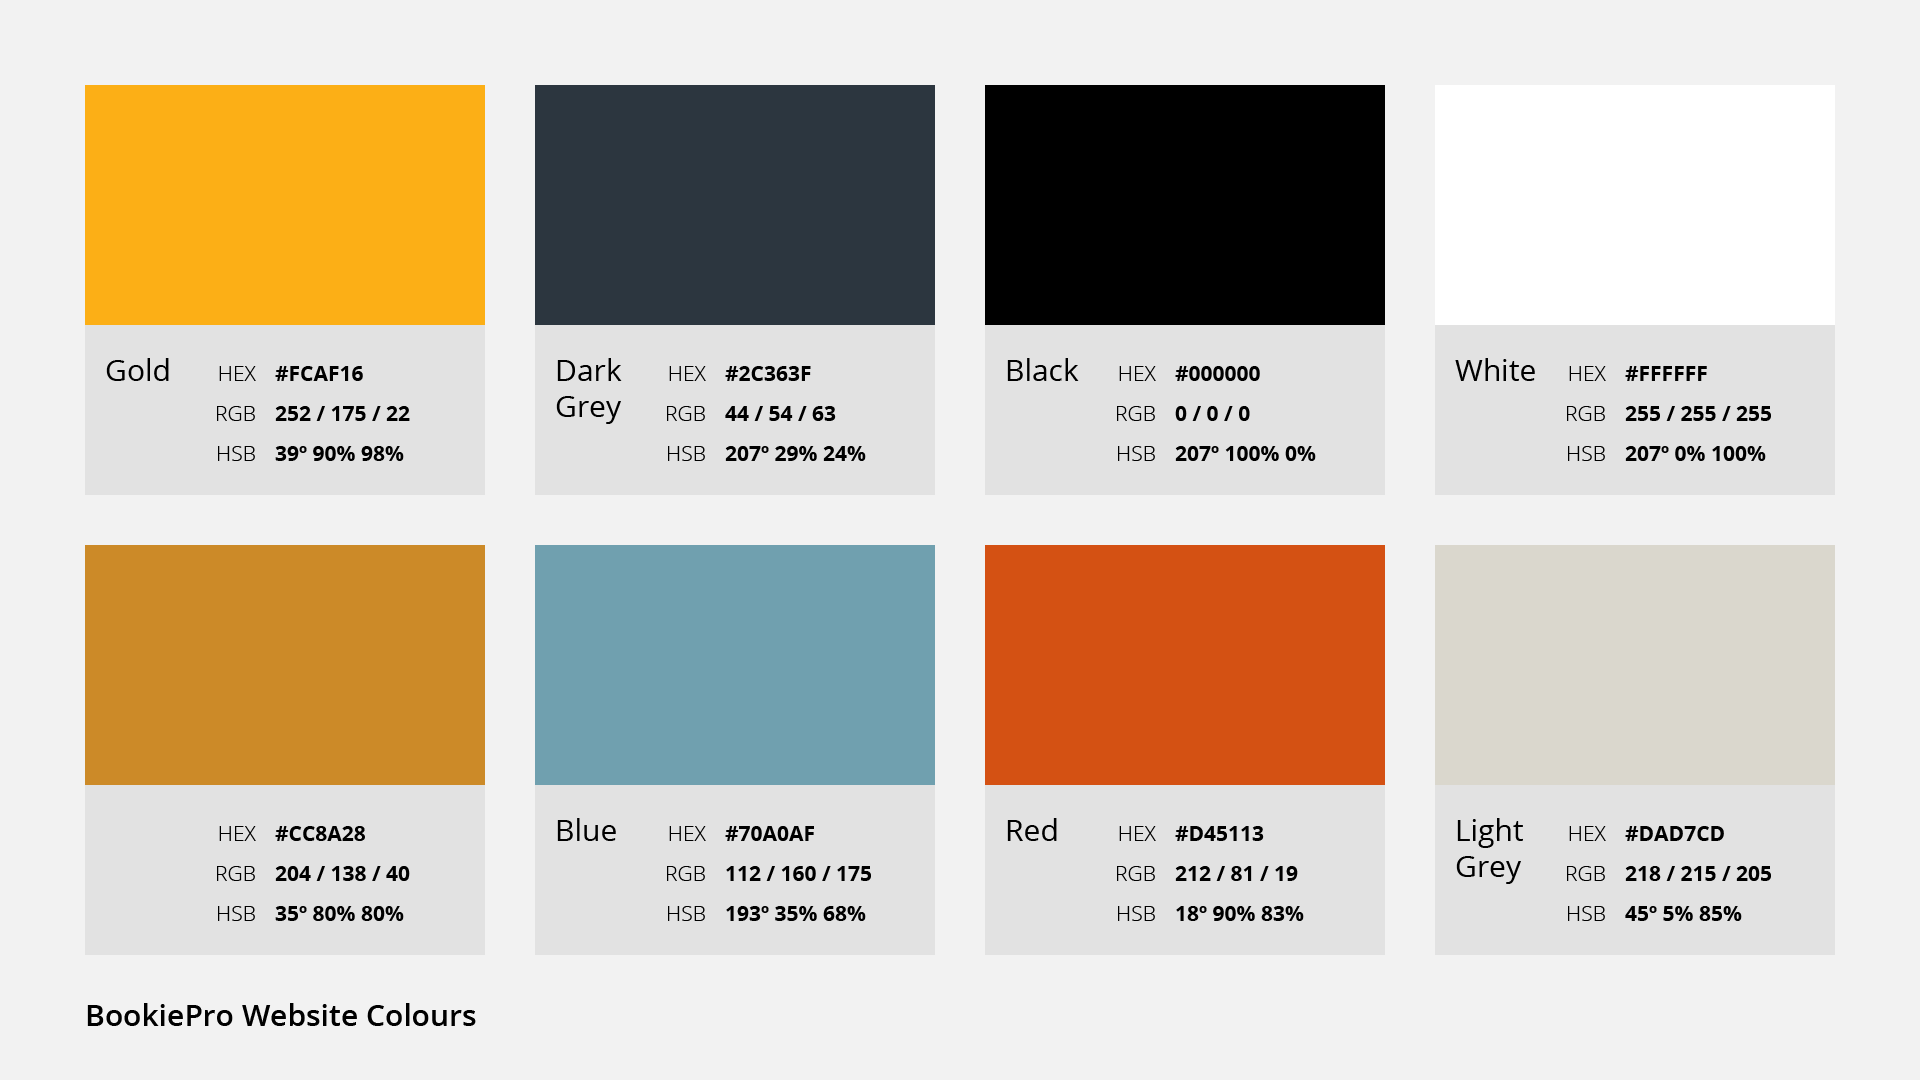 Gold
HEX #FCAF16
RGB 252 / 175 / 22
HSB 39º 90% 98%
Dark
Grey
HEX #2C363F
RGB 44 / 54 / 63
HSB 207º 29% 24%
Black
HEX #000000
RGB 0 / 0 / 0
HSB 207º 100% 0%
White
HEX #FFFFFF
RGB 255 / 255 / 255
HSB 207º 0% 100%
HEX #CC8A28
RGB 204 / 138 / 40
HSB 35º 80% 80%
Blue
HEX #70A0AF
RGB 112 / 160 / 175
HSB 193º 35% 68%
Red
HEX #D45113
RGB 212 / 81 / 19
HSB 18º 90% 83%
Light
Grey
HEX #DAD7CD
RGB 218 / 215 / 205
HSB 45º 5% 85%
BookiePro Website Colours